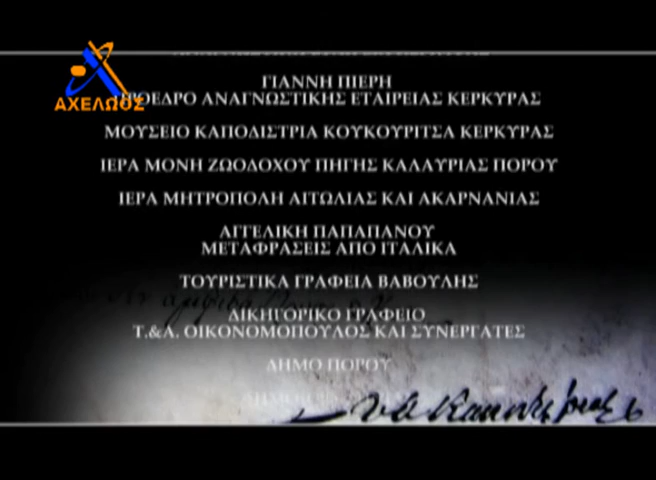 ΑΧΕΛΩΟΣ
ΓΙΑΝΝΗ ΠΙΕΡΗ
ΠΡΟΕΔΡΟ ΑΝΑΓΝΩΣΤΙΚΗΣ ΕΤΑΙΡΕΙΑΣ ΚΕΡΚΥΡΑΣ
ΜΟΥΣΕΙΟ ΚΑΠΟΔΙΣΤΡΙΑ ΚΟΥΚΟΥΡΙΤΣΑ ΚΕΡΚΥΡΑΣ
ΙΕΡΑ ΜΟΝΗ ΖΩΟΔΟΧΟΥ ΠΗΓΗΣ ΚΑΛΑΥΡΙΑΣ ΠΟΡΟΥ
ΙΕΡΑ ΜΗΤΡΟΠΟΛΗ ΑΙΤΩΛΙΑΣ ΚΑΙ ΑΚΑΡΝΑΝΙΑΣ
ΑΓΓΕΛΙΚΗ ΠΑΠΑΠΑΝΟΥ
ΜΕΤΑΦΡΑΣΕΙΣ ΑΠΟ ΙΤΑΛΙΚΑ
ΤΟΥΡΙΣΤΙΚΑ ΓΡΑΦΕΙΑ ΒΑΒΟΥΛΗΣ
ΔΙΚΗΓΟΡΙΚΟ ΓΡΑΦΕΙΟ
Τ.&Α. ΟΙΚΟΝΟΜΟΠΟΥΛΟΣ ΚΑΙ ΣΥΝΕΡΓΑΤΕΣ
ΔΗΜΟ ΠΟΡΟΥ